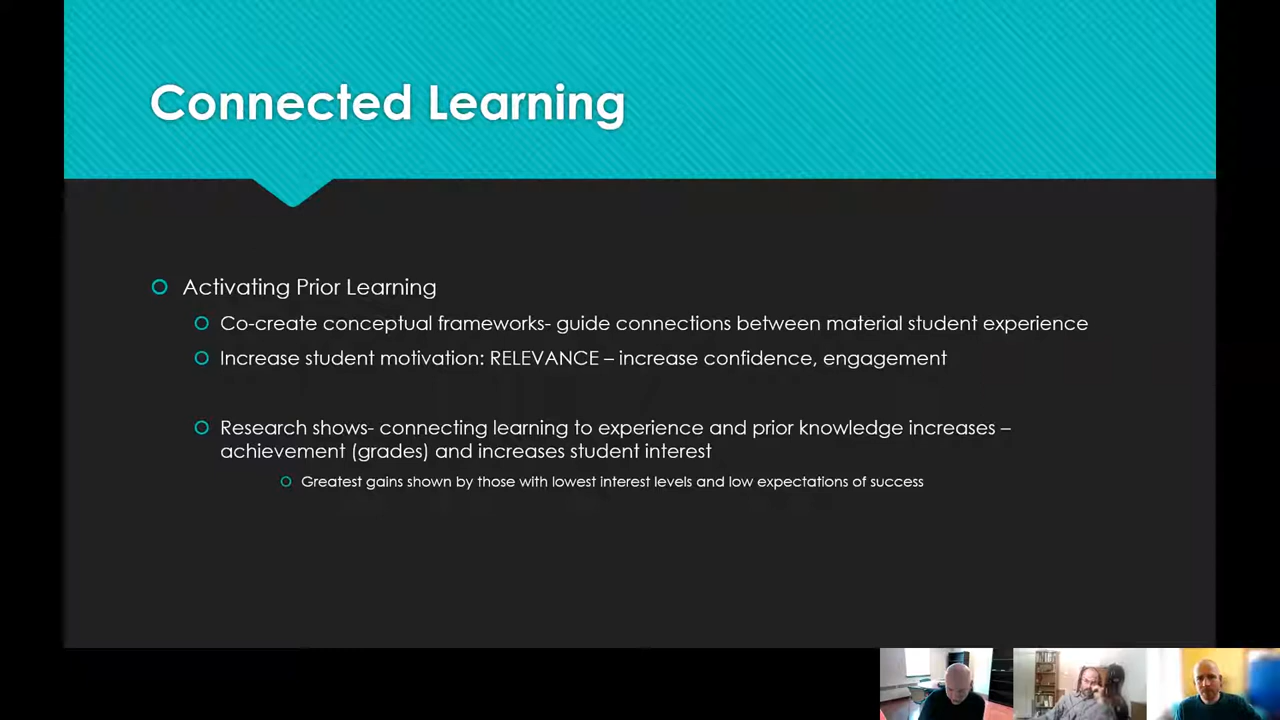 Connected Learning
Activating Prior Learning
Co-create conceptual frameworks- guide connections between material student experience
Increase student motivation: RELEVANCE – increase confidence, engagement
Research shows- connecting learning to experience and prior knowledge increases –
achievement (grades) and increases student interest
Greatest gains shown by those with lowest interest levels and low expectations of success